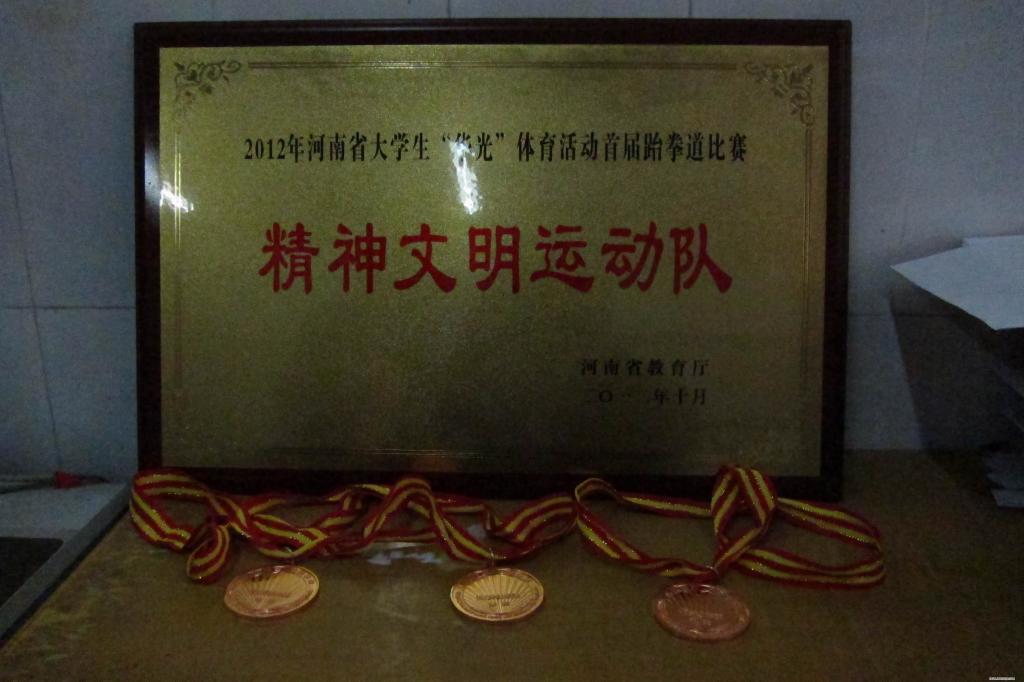 2012年河南省大学生“华光”体育活动首届跆拳道比赛
精神文明运动队
河南省教育厅
二〇一二年十月